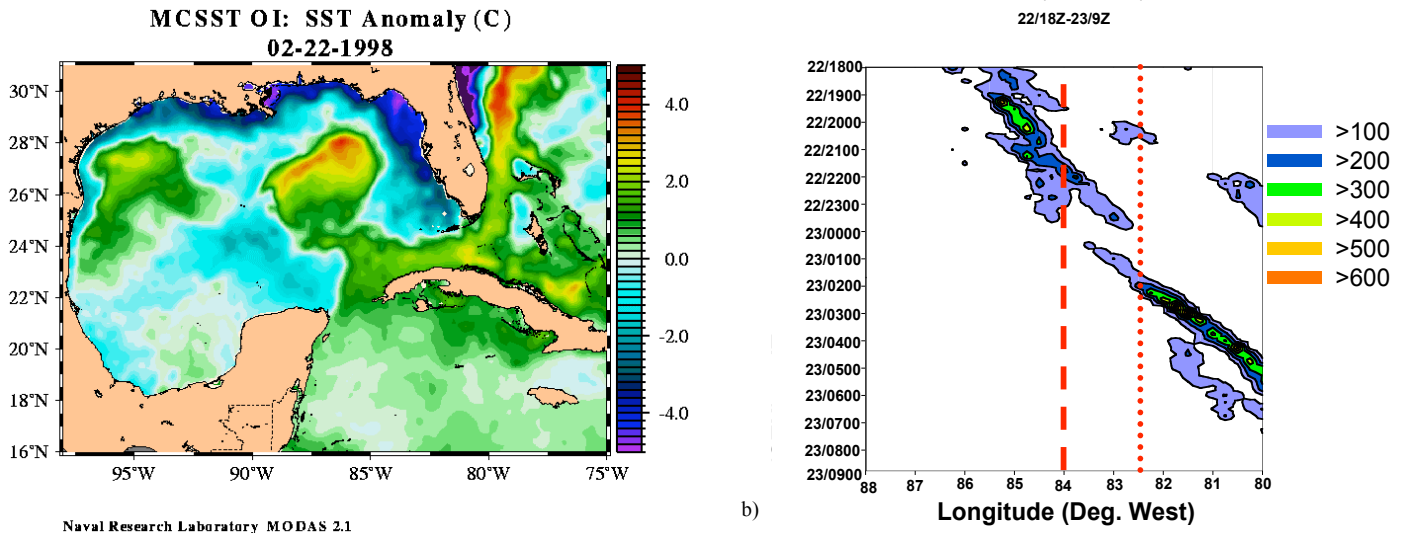 MCSST OI: SST Anomaly (C)
02-22-1998
30°N
28°N
26°N
24°N
22°N
20°N
18°N
16°N
95°W
90°W
85°W
80°W
75°W
4.0
2.0
0.0
-2.0
-4.0
Naval Research Laboratory MODAS 2.1
b)
22/18Z-23/9Z
22/1800
22/1900
22/2000
22/2100
22/2200
22/2300
23/0000
23/0100
23/0200
23/0300
23/0400
23/0500
23/0600
23/0700
23/0800
23/0900
88 87 86 85 84 83 82 81 80
Longitude (Deg. West)
>100
>200
>300
>400
>500
>600